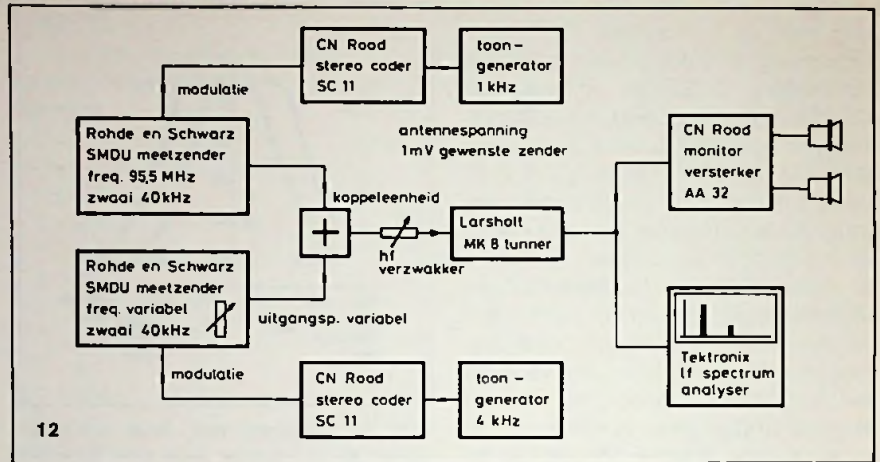 CN Rood
stereo coder
SC 11
toon-
generator
1 kHz
modulatie
Rohde en Schwarz
SMDU meetzender
freq. 95,5 MHz
zwaai 40kHz
antennespanning
1mV gewenste zender
CN Rood
monitor
versterker
AA 32
koppeleenheid
+
hf
verzwakker
Larsholt
MK 8 tunner
Rohde en Schwarz
SMDU meetzender
freq. variabel
zwaai 40kHz
uitgangsp. variabel
modulatie
CN Rood
stereo coder
SC 11
toon-
generator
4 kHz
Tektronix
lf spectrum
analyser
12